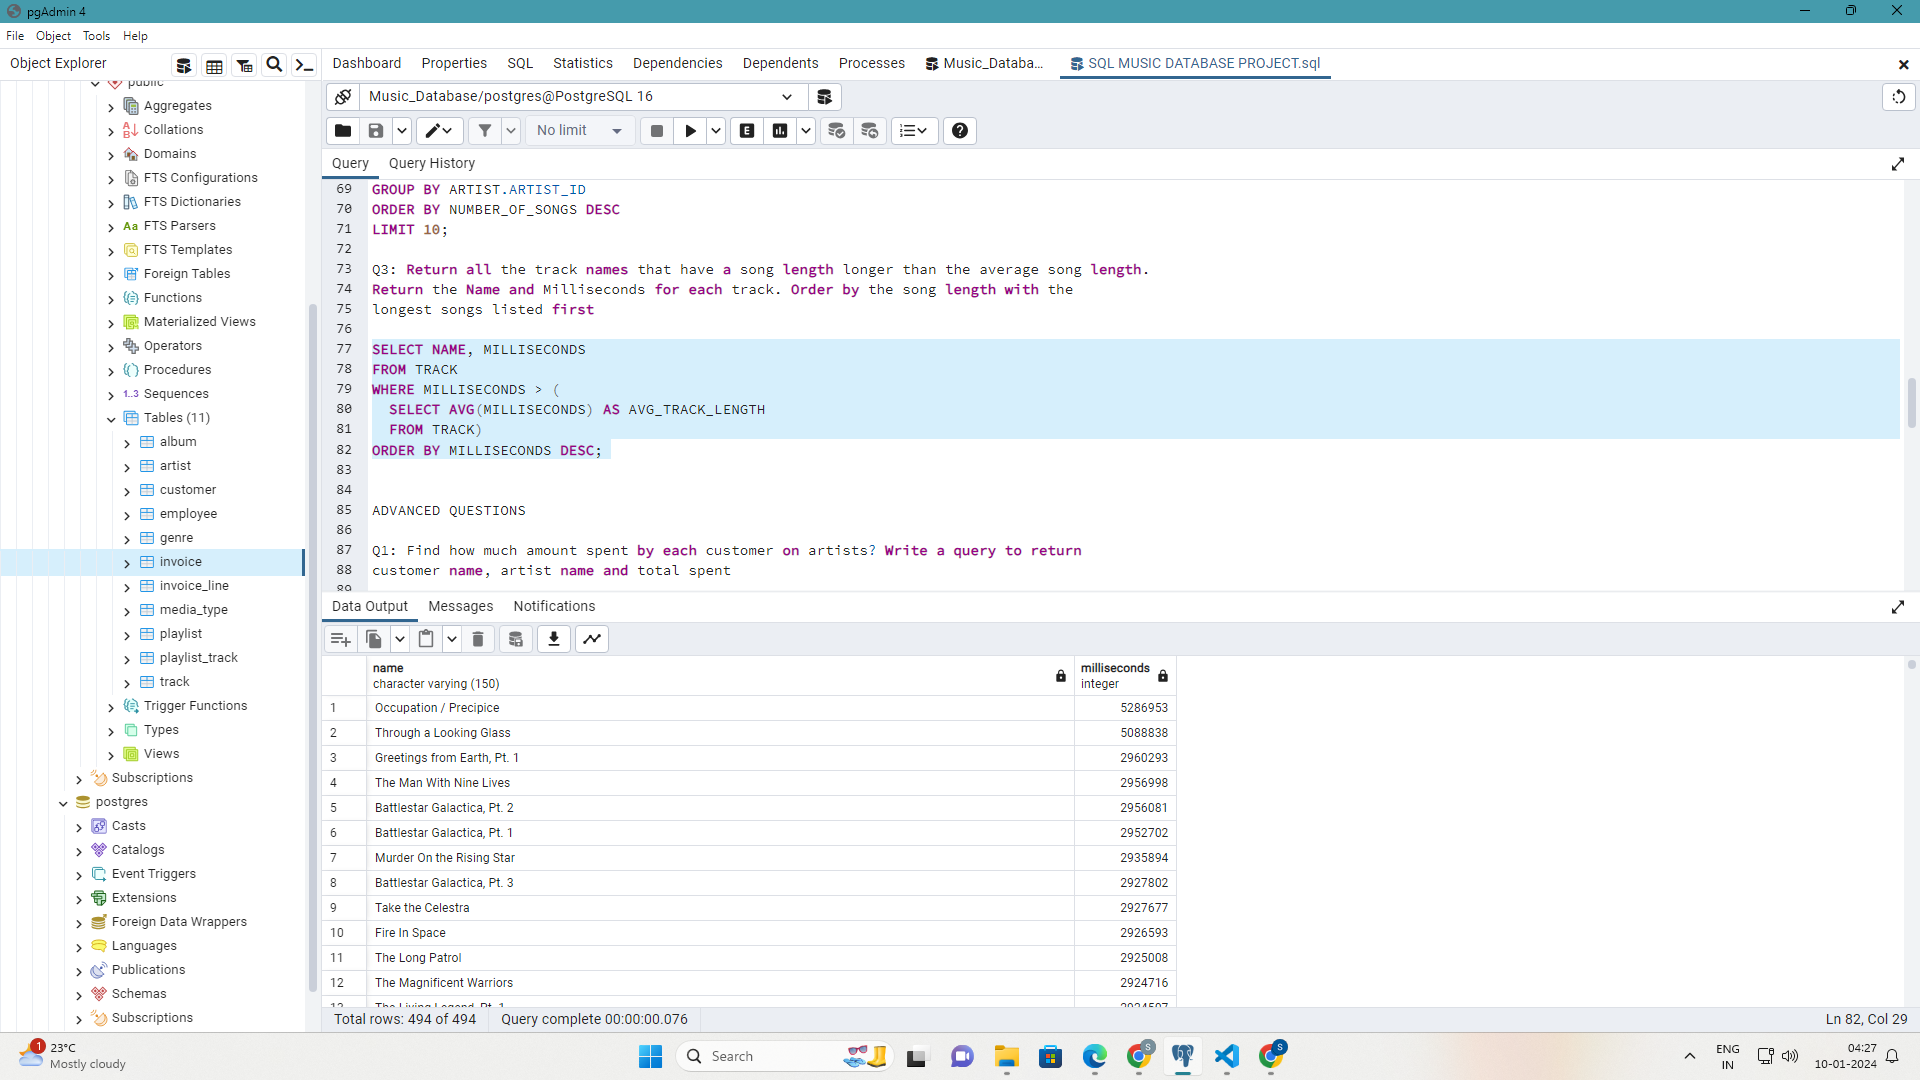 pgAdmin 4
File Object Tools Help
Object Explorer
Dashboard Properties SQL Statistics Dependencies Dependents Processes Music_Databa... SQL MUSIC DATABASE PROJECT.sql
public
Aggregates
Collations
Domains
FTS Configurations
FTS Dictionaries
FTS Parsers
FTS Templates
Foreign Tables
Functions
Materialized Views
Operators
Procedures
1..3 Sequences
Tables (11)
album
artist
customer
employee
genre
invoice
invoice_line
media_type
playlist
playlist_track
track
Trigger Functions
Types
Views
Subscriptions
postgres
Casts
Catalogs
Event Triggers
Extensions
Foreign Data Wrappers
Languages
Publications
Schemas
Subscriptions
Music_Database/postgres@PostgreSQL 16
No limit
E
Query Query History
69 GROUP BY ARTIST.ARTIST_ID
70 ORDER BY NUMBER_OF_SONGS DESC
71 LIMIT 10;
72
73 Q3: Return all the track names that have a song length longer than the average song length.
74 Return the Name and Milliseconds for each track. Order by the song length with the
75 longest songs listed first
76
77 SELECT NAME, MILLISECONDS
78 FROM TRACK
79 WHERE MILLISECONDS > (
80 SELECT AVG(MILLISECONDS) AS AVG_TRACK_LENGTH
81 FROM TRACK)
82 ORDER BY MILLISECONDS DESC;
83
84
85 ADVANCED QUESTIONS
86
87 Q1: Find how much amount spent by each customer on artists? Write a query to return
88 customer name, artist name and total spent
89
Data Output Messages Notifications
name milliseconds
character varying (150) integer
1 Occupation / Precipice 5286953
2 Through a Looking Glass 5088838
3 Greetings from Earth, Pt. 1 2960293
4 The Man With Nine Lives 2956998
5 Battlestar Galactica, Pt. 2 2956081
6 Battlestar Galactica, Pt. 1 2952702
7 Murder On the Rising Star 2935894
8 Battlestar Galactica, Pt. 3 2927802
9 Take the Celestra 2927677
10 Fire In Space 2926593
11 The Long Patrol 2925008
12 The Magnificent Warriors 2924716
13 The Living Legend, Pt. 1 2924507
Total rows: 494 of 494 Query complete 00:00:00.076 Ln 82, Col 29
1 23°C
Mostly cloudy
Search
S
S
ENG
IN
04:27
10-01-2024